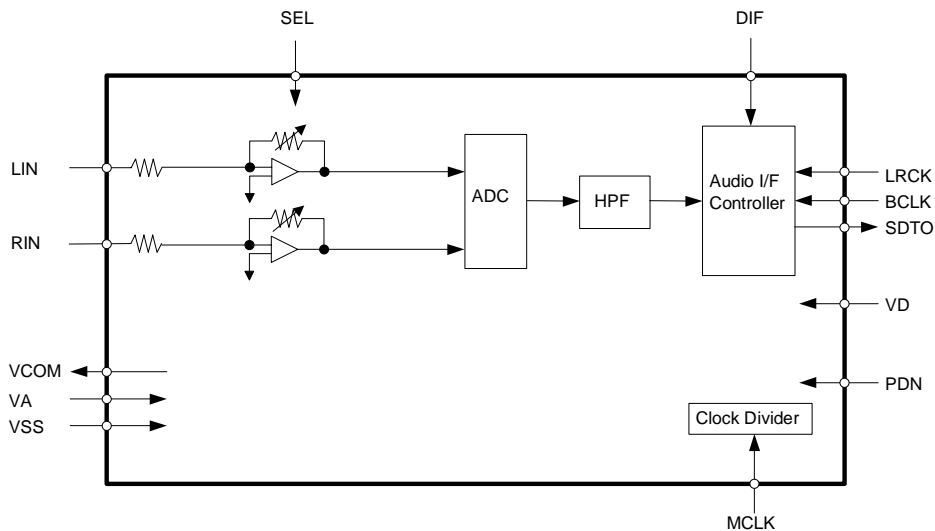 SEL
DIF
LIN
RIN
ADC
HPF
Audio I/F
Controller
LRCK
BCLK
SDTO
VD
VCOM
VA
VSS
PDN
Clock Divider
MCLK